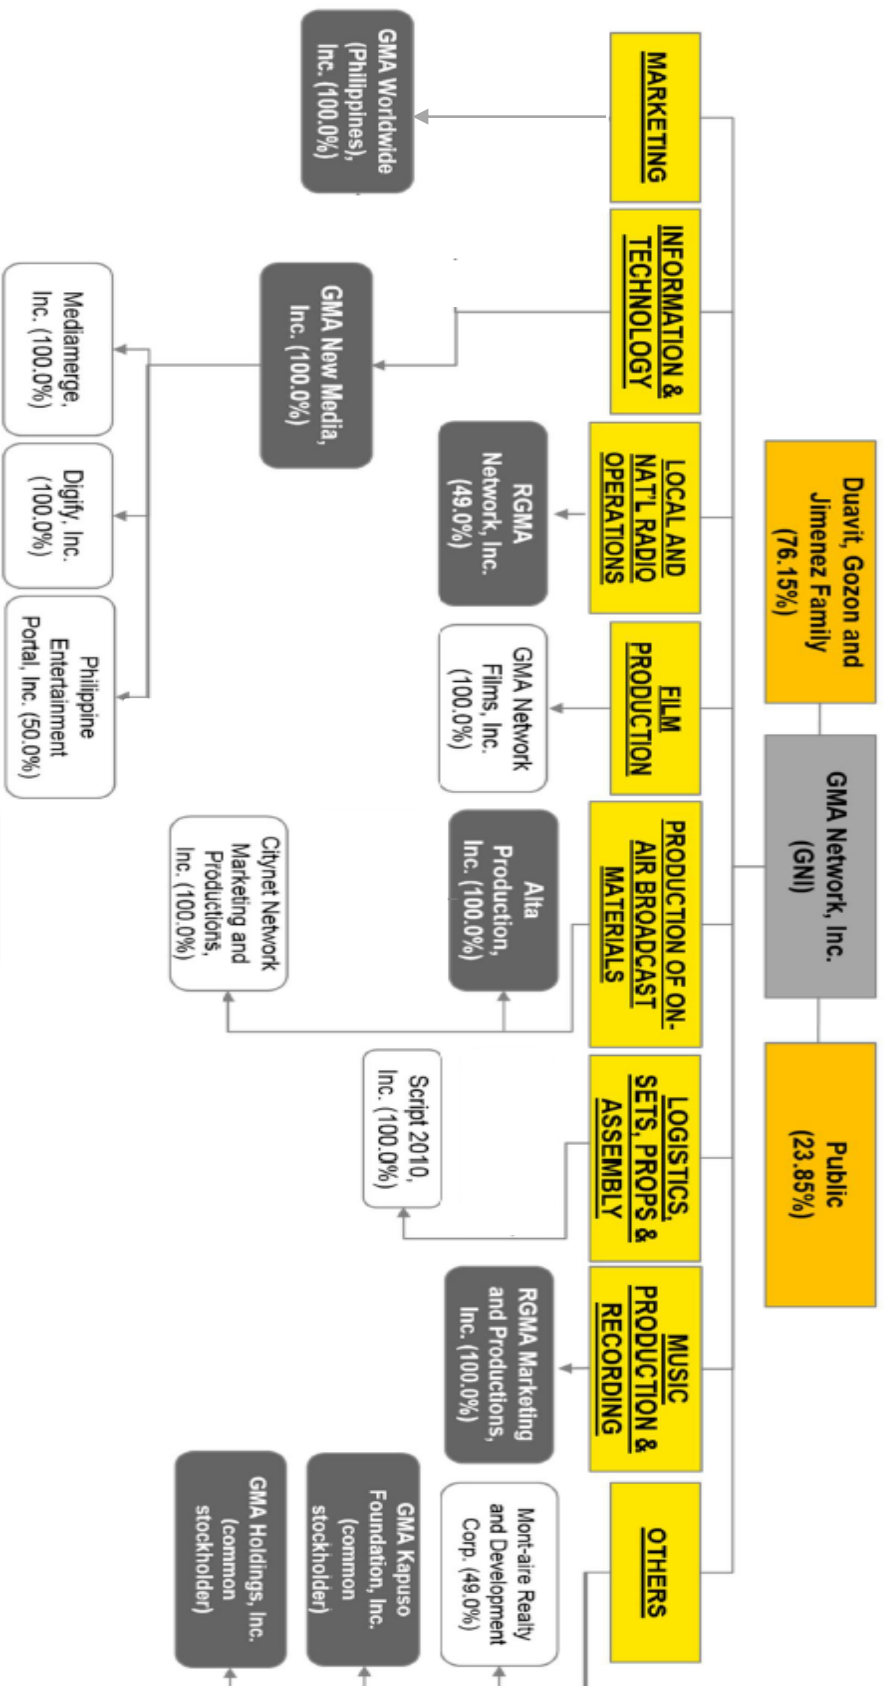 Duavit, Gozon and
Jimenez Family
(76.15%)
GMA Network, Inc.
(GNI)
Public
(23.85%)
MARKETING
INFORMATION &
TECHNOLOGY
LOCAL AND
NAT'L RADIO
OPERATIONS
FILM
PRODUCTION
PRODUCTION OF ON-
AIR BROADCAST
MATERIALS
LOGISTICS,
SETS, PROPS &
ASSEMBLY
MUSIC
PRODUCTION &
RECORDING
OTHERS
GMA Worldwide
(Philippines),
Inc. (100.0%)
GMA New Media,
Inc. (100.0%)
RGMA
Network, Inc.
(49.0%)
GMA Network
Films, Inc.
(100.0%)
Alta
Production,
Inc. (100.0%)
Citynet Network
Marketing and
Productions,
Inc. (100.0%)
Script 2010,
Inc. (100.0%)
RGMA Marketing
and Productions,
Inc. (100.0%)
Mont-aire Realty
and Development
Corp. (49.0%)
GMA Kapuso
Foundation, Inc.
(common
stockholder)
GMA Holdings, Inc.
(common
stockholder)
Mediamerge,
Inc. (100.0%)
Digify, Inc.
(100.0%)
Philippine
Entertainment
Portal, Inc. (50.0%)